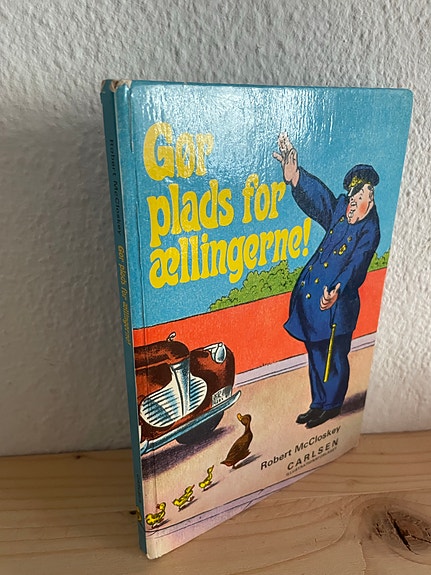 Gør
plads for
ællingerne!
Robert McCloskey
CARLSEN
Robert McCloskey
Gør plads for ællingerne!